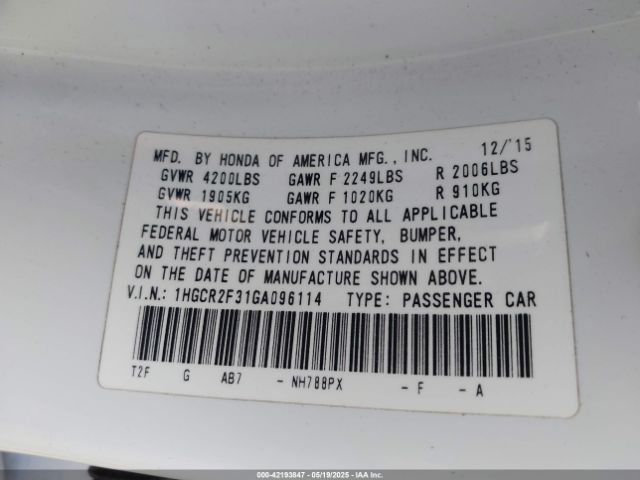 MFD. BY HONDA OF AMERICA MFG., INC. 12/'15
GVWR 4200LBS GAWR F 2249LBS R 2006LBS
GVWR 1905KG GAWR F 1020KG R 910KG
THIS VEHICLE CONFORMS TO ALL APPLICABLE
FEDERAL MOTOR VEHICLE SAFETY, BUMPER,
AND THEFT PREVENTION STANDARDS IN EFFECT
ON THE DATE OF MANUFACTURE SHOWN ABOVE.
V.I.N.: 1HGCR2F31GA096114 TYPE: PASSENGER CAR
T2F G AB7 - NH788PX - F - A
000-42193847 - 05/19/2025 - IAAI.COM